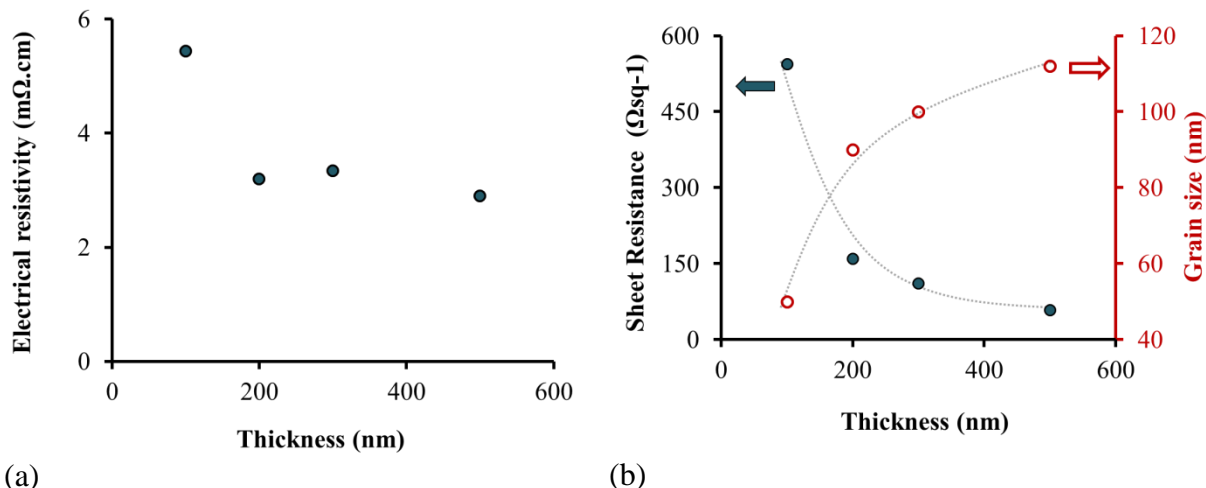 Electrical resistivity (mΩ.cm)
6
4
2
0
0 200 400 600
Thickness (nm)
(a)
Sheet Resistance (Ωsq-1)
600
450
300
150
0
0 200 400 600
Thickness (nm)
120
100
80
60
40
Grain size (nm)
(b)